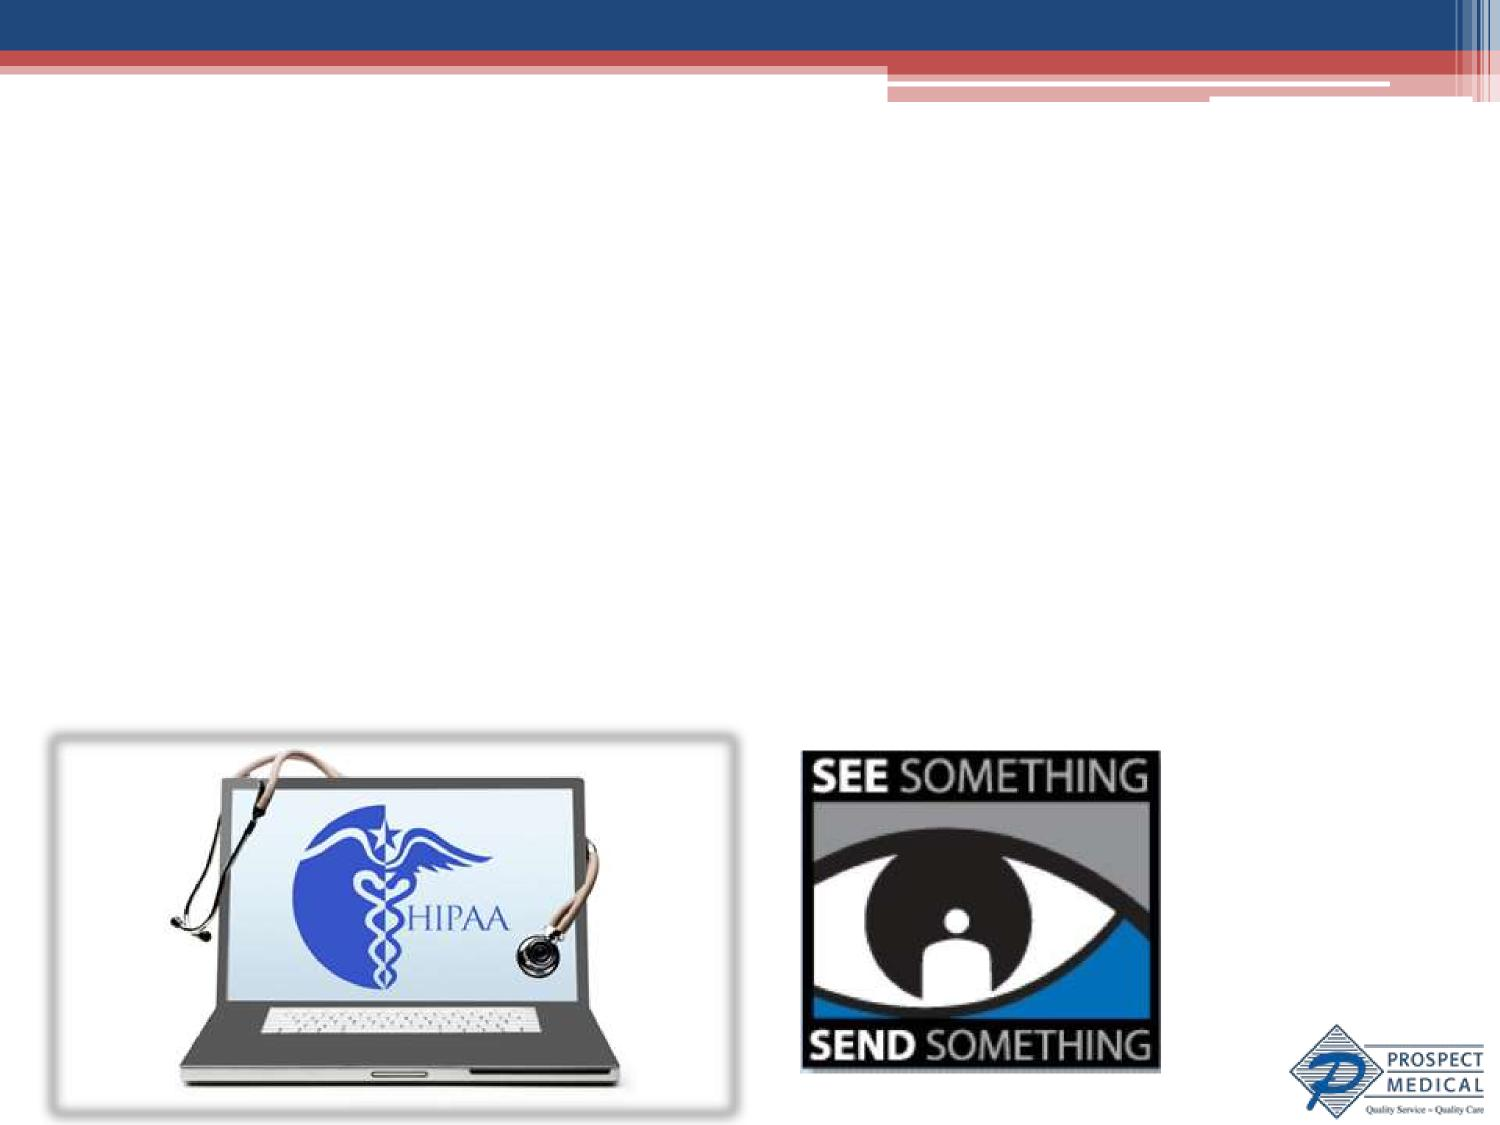 SEE SOMETHING
HIPAA
SEND SOMETHING
PROSPECT
MEDICAL
Quality Service ~ Quality Care